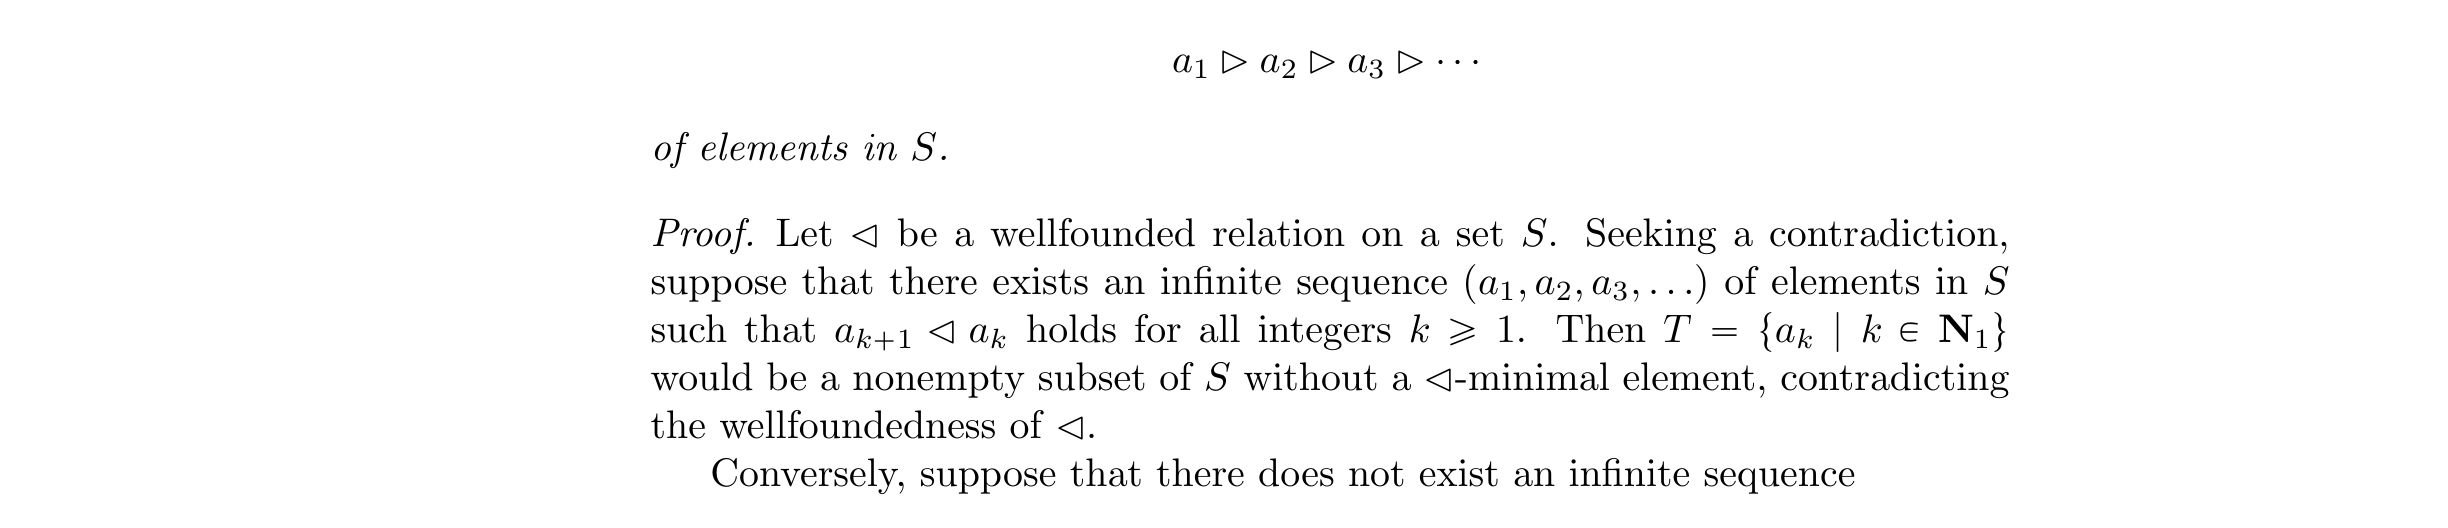 a₁ ▷ a₂ ▷ a₃ ▷ ⋯
of elements in S.
Proof. Let ◁ be a wellfounded relation on a set S. Seeking a contradiction,
suppose that there exists an infinite sequence (a₁, a₂, a₃, …) of elements in S
such that aₖ₊₁ ◁ aₖ holds for all integers k ⩾ 1. Then T = {aₖ | k ∈ 𝐍₁}
would be a nonempty subset of S without a ◁-minimal element, contradicting
the wellfoundedness of ◁.
Conversely, suppose that there does not exist an infinite sequence